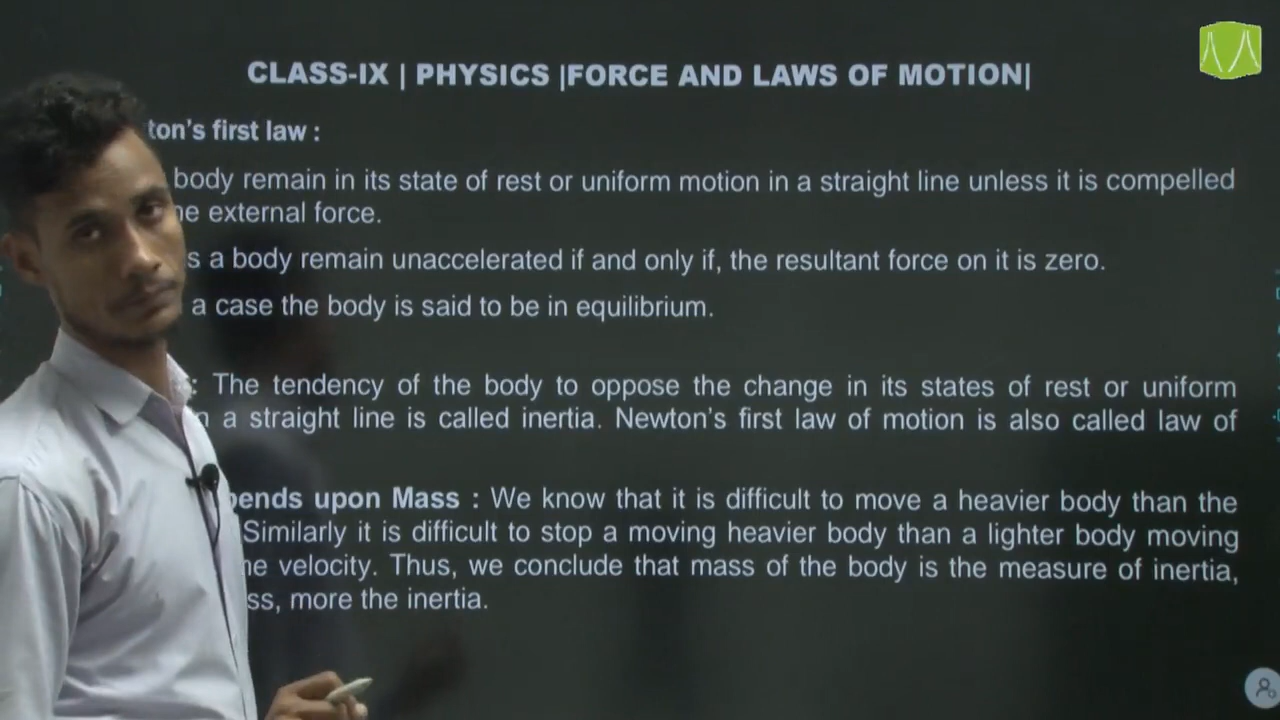 CLASS-IX | PHYSICS |FORCE AND LAWS OF MOTION|
ton's first law :
body remain in its state of rest or uniform motion in a straight line unless it is compelled
external force.
a body remain unaccelerated if and only if, the resultant force on it is zero.
a case the body is said to be in equilibrium.
: The tendency of the body to oppose the change in its states of rest or uniform
a straight line is called inertia. Newton's first law of motion is also called law of
pends upon Mass : We know that it is difficult to move a heavier body than the
Similarly it is difficult to stop a moving heavier body than a lighter body moving
velocity. Thus, we conclude that mass of the body is the measure of inertia,
ss, more the inertia.